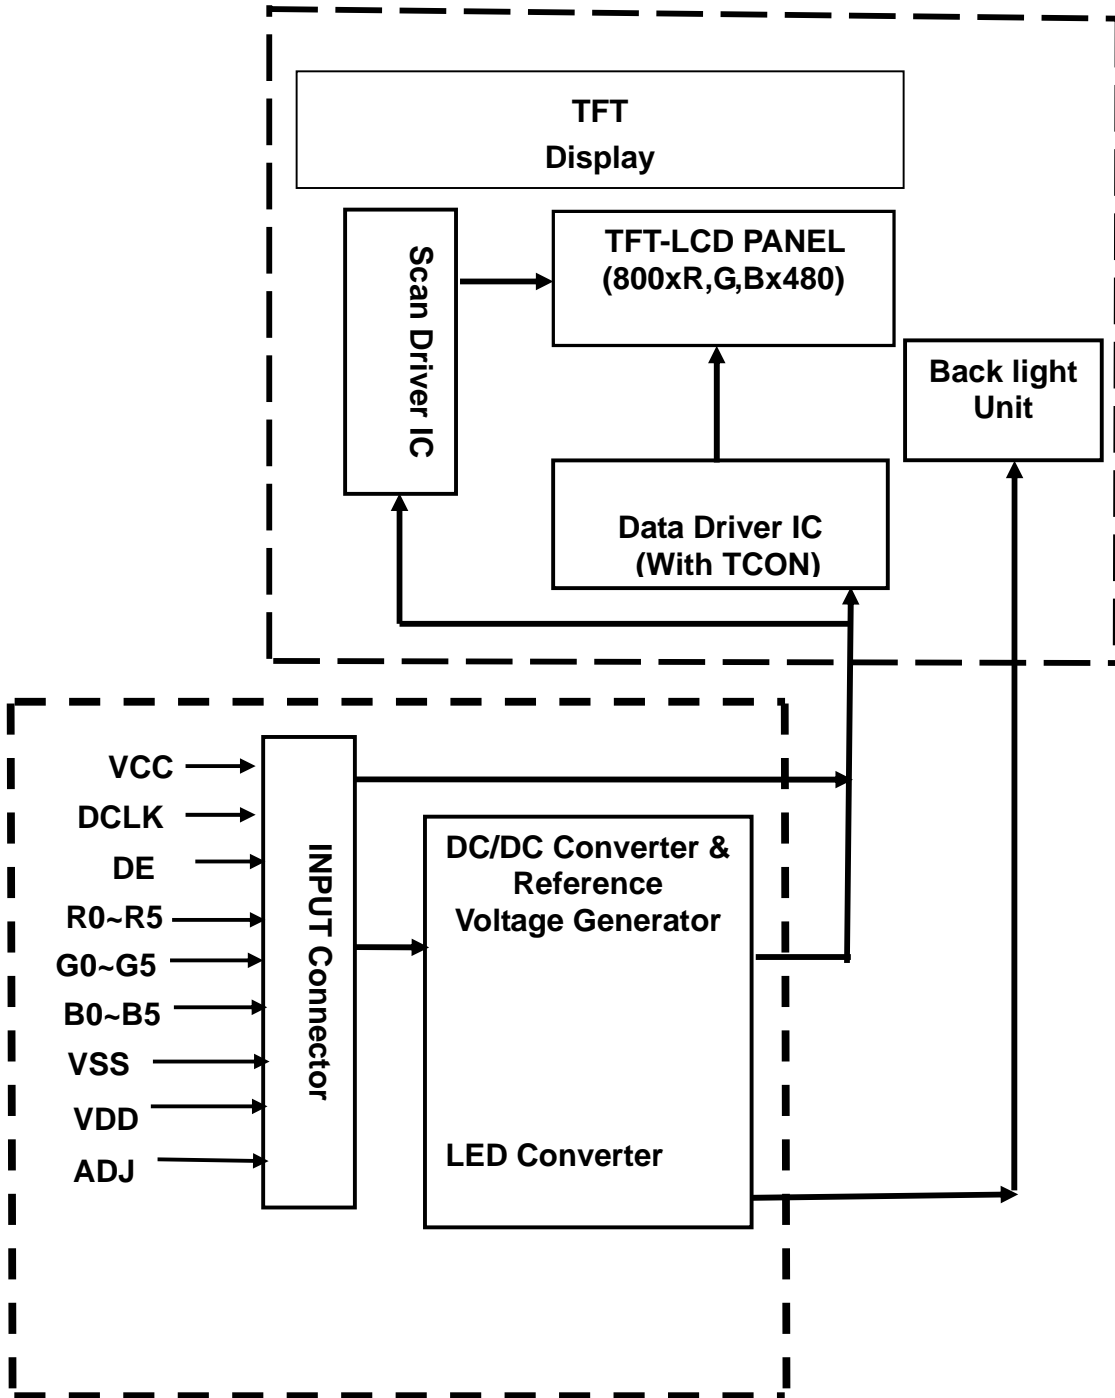 TFT
Display
Scan Driver IC
TFT-LCD PANEL
(800xR,G,Bx480)
Back light
Unit
Data Driver IC
(With TCON)
VCC
DCLK
DE
R0~R5
G0~G5
B0~B5
VSS
VDD
ADJ
INPUT Connector
DC/DC Converter &
Reference
Voltage Generator
LED Converter